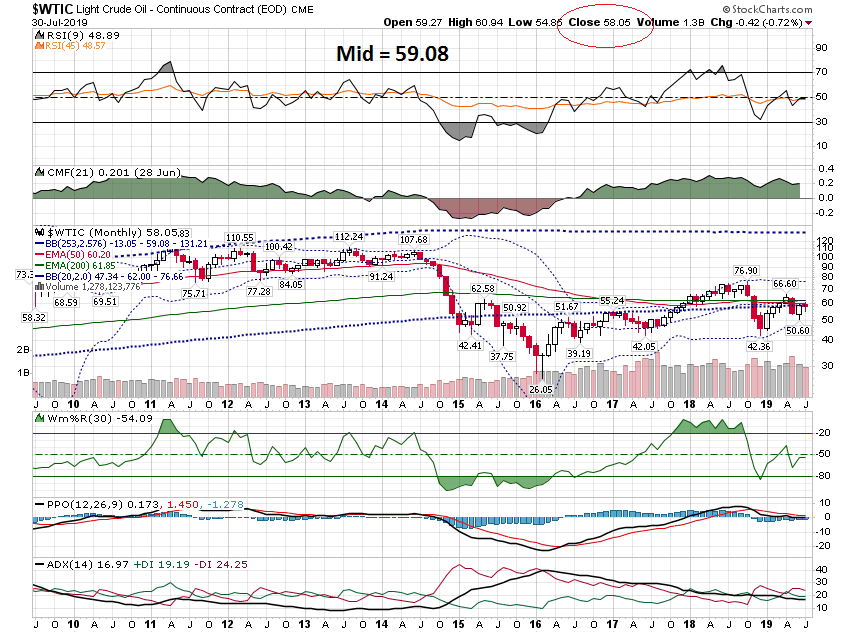 $WTIC Light Crude Oil - Continuous Contract (EOD) CME © StockCharts.com
30-Jul-2019 Open 59.27 High 60.94 Low 54.85 Close 58.05 Volume 1.3B Chg -0.42 (-0.72%)
RSI(9) 48.89
RSI(45) 48.57
Mid = 59.08
90
70
50
30
10
CMF(21) 0.201 (28 Jun)
0.4
0.2
0.0
-0.2
$WTIC (Monthly) 58.05
BB(253,2.576) -13.05 - 59.08 - 131.21
EMA(50) 60.20
EMA(200) 61.85
BB(20,2.0) 47.34 - 62.00 - 76.66
Volume 1,278,123,776
110.55
100.42
112.24
107.68
68.59
69.51
58.32
75.71
77.28
84.05
91.24
62.58
50.92
42.41
37.75
26.05
51.67
39.19
55.24
42.05
76.90
42.36
66.60
50.60
120
110
100
90
80
70
60
50
40
30
2B
1B
J O 10 A J O 11 A J O 12 A J O 13 A J O 14 A J O 15 A J O 16 A J O 17 A J O 18 A J O 19 A J
Wm%R(30) -54.09
-20
-50
-80
PPO(12,26,9) 0.173, 1.450, -1.278
10
0
-10
-20
ADX(14) 16.97 +DI 19.19 -DI 24.25
40
30
20
10
J O 10 A J O 11 A J O 12 A J O 13 A J O 14 A J O 15 A J O 16 A J O 17 A J O 18 A J O 19 A J